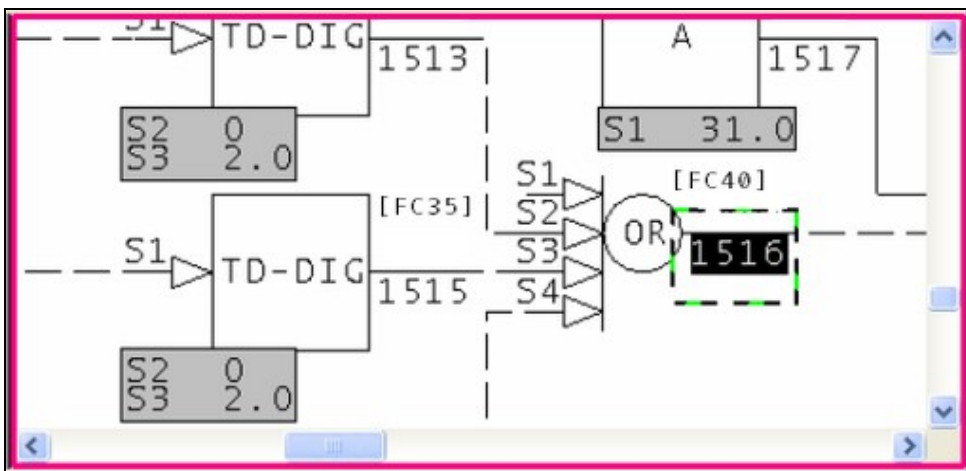 S1
TD-DIG
1513
S2 0
S3 2.0
A
1517
S1 31.0
[FC40]
S1
S2
S3
S4
OR
1516
[FC35]
S1
TD-DIG
1515
S2 0
S3 2.0